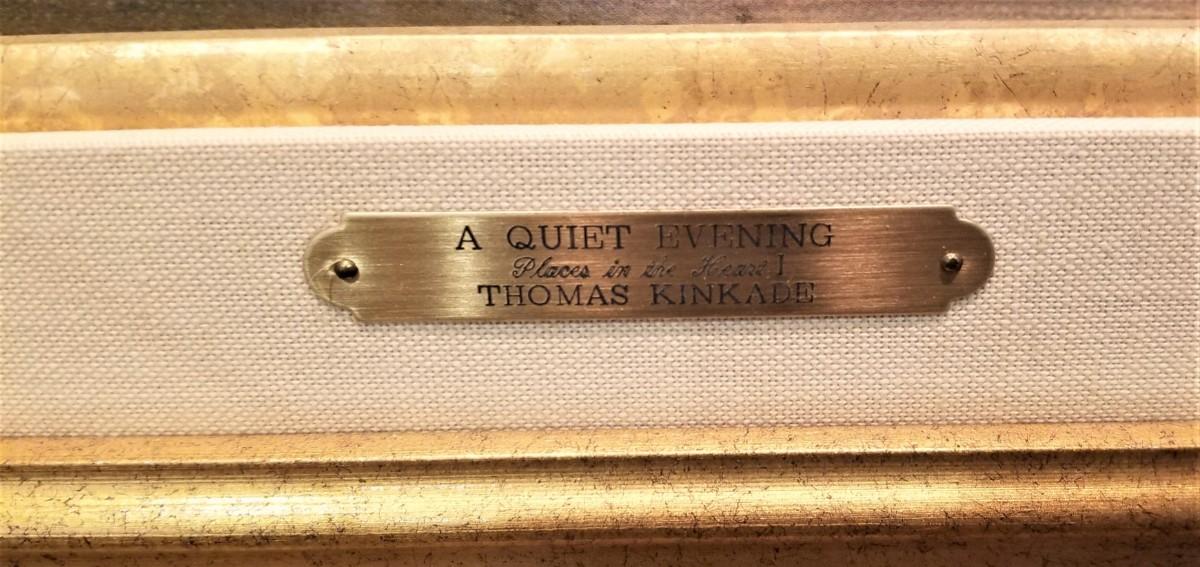 A QUIET EVENING
Places in the Heart I
THOMAS KINKADE